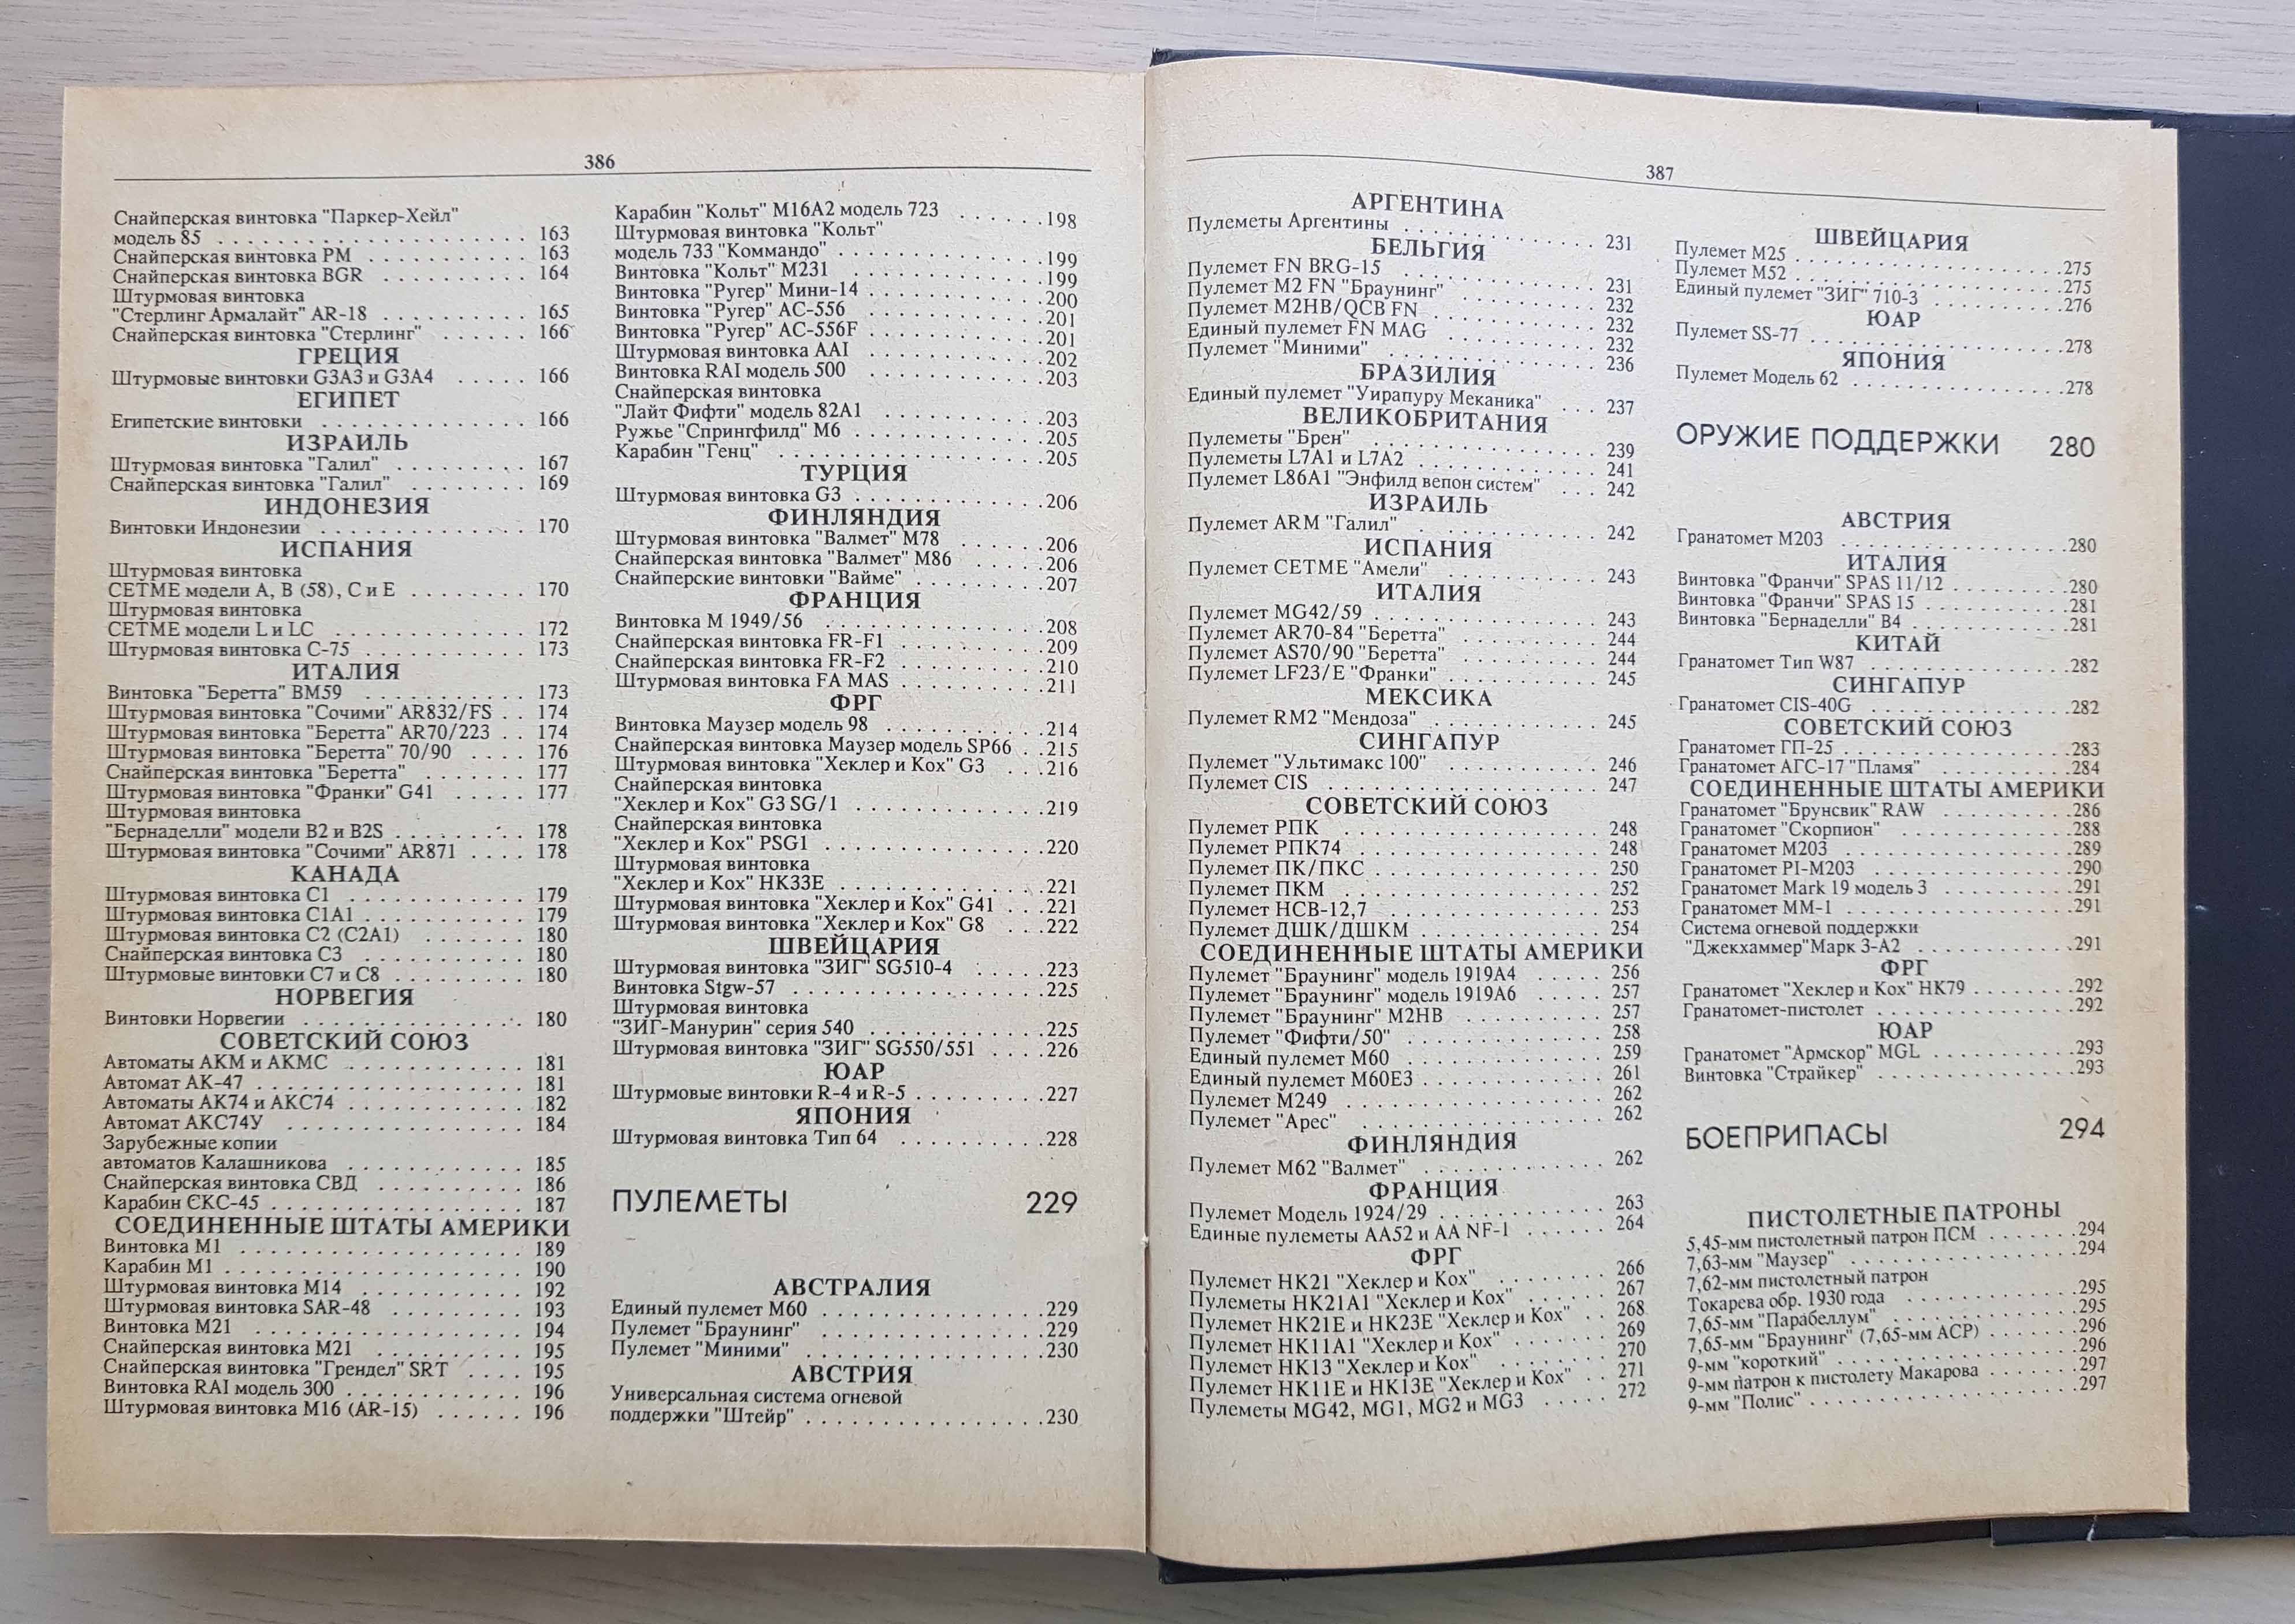 386
Снайперская винтовка "Паркер-Хейл"
модель 85 . . . . . . . . . . 163
Снайперская винтовка PM . . . . . . . . . . 163
Снайперская винтовка BGR . . . . . . . . 164
Штурмовая винтовка
"Стерлинг Армалайт" AR-18 . . . . . . . . 165
Снайперская винтовка "Стерлинг" . . . . . . 166
ГРЕЦИЯ
Штурмовые винтовки G3A3 и G3A4 . . . . . 166
ЕГИПЕТ
Египетские винтовки . . . . . . . . . . 166
ИЗРАИЛЬ
Штурмовая винтовка "Галил" . . . . . . . . 167
Снайперская винтовка "Галил" . . . . . . . . 169
ИНДОНЕЗИЯ
Винтовки Индонезии . . . . . . . . . . 170
ИСПАНИЯ
Штурмовая винтовка
СЕТМЕ модели А, В (58), С и Е . . . . . . . . 170
Штурмовая винтовка
СЕТМЕ модели L и LC . . . . . . . . . . 172
Штурмовая винтовка С-75 . . . . . . . . . . 173
ИТАЛИЯ
Винтовка "Беретта" ВМ59 . . . . . . . . . . 173
Штурмовая винтовка "Сочими" AR832/FS . . 174
Штурмовая винтовка "Беретта" AR70/223 . . 174
Штурмовая винтовка "Беретта" 70/90 . . . . 176
Снайперская винтовка "Беретта" . . . . . . . 177
Штурмовая винтовка "Франки" G41 . . . . . 177
Штурмовая винтовка
"Бернаделли" модели В2 и B2S . . . . . . . . 178
Штурмовая винтовка "Сочими" AR871 . . . . 178
КАНАДА
Штурмовая винтовка С1 . . . . . . . . . . 179
Штурмовая винтовка С1А1 . . . . . . . . . . 179
Штурмовая винтовка С2 (С2А1) . . . . . . . 180
Снайперская винтовка С3 . . . . . . . . . . 180
Штурмовые винтовки С7 и С8 . . . . . . . . 180
НОРВЕГИЯ
Винтовки Норвегии . . . . . . . . . . 180
СОВЕТСКИЙ СОЮЗ
Автоматы АКМ и АКМС . . . . . . . . . . 181
Автомат АК-47 . . . . . . . . . . 181
Автоматы АК74 и АКС74 . . . . . . . . . . 182
Автомат АКС74У . . . . . . . . . . 184
Зарубежные копии
автоматов Калашникова . . . . . . . . . . 185
Снайперская винтовка СВД . . . . . . . . . 186
Карабин СКС-45 . . . . . . . . . . 187
СОЕДИНЕННЫЕ ШТАТЫ АМЕРИКИ
Винтовка М1 . . . . . . . . . . 189
Карабин М1 . . . . . . . . . . 190
Штурмовая винтовка М14 . . . . . . . . . . 192
Штурмовая винтовка SAR-48 . . . . . . . . 193
Винтовка М21 . . . . . . . . . . 194
Снайперская винтовка М21 . . . . . . . . . . 195
Снайперская винтовка "Грендел" SRT . . . . 195
Винтовка RAI модель 300 . . . . . . . . . . 196
Штурмовая винтовка М16 (AR-15) . . . . . . 196
Карабин "Кольт" М16А2 модель 723 . . . . . . 198
Штурмовая винтовка "Кольт"
модель 733 "Коммандо" . . . . . . . . . . 199
Винтовка "Кольт" М231 . . . . . . . . . . 199
Винтовка "Ругер" Мини-14 . . . . . . . . . . 200
Винтовка "Ругер" АС-556 . . . . . . . . . . 201
Винтовка "Ругер" AC-556F . . . . . . . . . . 201
Штурмовая винтовка AAI . . . . . . . . . . 202
Винтовка RAI модель 500 . . . . . . . . . . 203
Снайперская винтовка
"Лайт Фифти" модель 82А1 . . . . . . . . . . 203
Ружье "Спрингфилд" М6 . . . . . . . . . . 205
Карабин "Генц" . . . . . . . . . . 205
ТУРЦИЯ
Штурмовая винтовка G3 . . . . . . . . . . 206
ФИНЛЯНДИЯ
Штурмовая винтовка "Валмет" М78 . . . . . . 206
Снайперская винтовка "Валмет" М86 . . . . . 206
Снайперские винтовки "Вайме" . . . . . . . . 207
ФРАНЦИЯ
Винтовка М 1949/56 . . . . . . . . . . 208
Снайперская винтовка FR-F1 . . . . . . . . . . 209
Снайперская винтовка FR-F2 . . . . . . . . . . 210
Штурмовая винтовка FA MAS . . . . . . . . . 211
ФРГ
Винтовка Маузер модель 98 . . . . . . . . . . 214
Снайперская винтовка Маузер модель SP66 . . 215
Штурмовая винтовка "Хеклер и Кох" G3 . . . 216
Снайперская винтовка
"Хеклер и Кох" G3 SG/1 . . . . . . . . . . 219
Снайперская винтовка
"Хеклер и Кох" PSG1 . . . . . . . . . . 220
Штурмовая винтовка
"Хеклер и Кох" НК33Е . . . . . . . . . . 221
Штурмовая винтовка "Хеклер и Кох" G41 . . . 221
Штурмовая винтовка "Хеклер и Кох" G8 . . . 222
ШВЕЙЦАРИЯ
Штурмовая винтовка "ЗИГ" SG510-4 . . . . . 223
Винтовка Stgw-57 . . . . . . . . . . 225
Штурмовая винтовка
"ЗИГ-Манурин" серия 540 . . . . . . . . . . 225
Штурмовая винтовка "ЗИГ" SG550/551 . . . . 226
ЮАР
Штурмовые винтовки R-4 и R-5 . . . . . . . . 227
ЯПОНИЯ
Штурмовая винтовка Тип 64 . . . . . . . . . 228
ПУЛЕМЕТЫ 229
АВСТРАЛИЯ
Единый пулемет М60 . . . . . . . . . . 229
Пулемет "Браунинг" . . . . . . . . . . 229
Пулемет "Миними" . . . . . . . . . . 230
АВСТРИЯ
Универсальная система огневой
поддержки "Штейр" . . . . . . . . . . 230
387
АРГЕНТИНА
Пулеметы Аргентины . . . . . . . . . . 231
БЕЛЬГИЯ
Пулемет FN BRG-15 . . . . . . . . . . 231
Пулемет М2 FN "Браунинг" . . . . . . . . 232
Пулемет M2HB/QCB FN . . . . . . . . . . 232
Единый пулемет FN MAG . . . . . . . . . 232
Пулемет "Миними" . . . . . . . . . . 236
БРАЗИЛИЯ
Единый пулемет "Уирапуру Меканика" . . . 237
ВЕЛИКОБРИТАНИЯ
Пулеметы "Брен" . . . . . . . . . . 239
Пулеметы L7A1 и L7A2 . . . . . . . . . . 241
Пулемет L86A1 "Энфилд вепон систем" . . . 242
ИЗРАИЛЬ
Пулемет ARM "Галил" . . . . . . . . . . 242
ИСПАНИЯ
Пулемет СЕТМЕ "Амели" . . . . . . . . . . 243
ИТАЛИЯ
Пулемет MG42/59 . . . . . . . . . . 243
Пулемет AR70-84 "Беретта" . . . . . . . . 244
Пулемет AS70/90 "Беретта" . . . . . . . . 244
Пулемет LF23/E "Франки" . . . . . . . . . 245
МЕКСИКА
Пулемет RM2 "Мендоза" . . . . . . . . . . 245
СИНГАПУР
Пулемет "Ультимакс 100" . . . . . . . . . 246
Пулемет CIS . . . . . . . . . . 247
СОВЕТСКИЙ СОЮЗ
Пулемет РПК . . . . . . . . . . 248
Пулемет РПК74 . . . . . . . . . . 248
Пулемет ПК/ПКС . . . . . . . . . . 250
Пулемет ПКМ . . . . . . . . . . 252
Пулемет НСВ-12,7 . . . . . . . . . . 253
Пулемет ДШК/ДШКМ . . . . . . . . . . 254
СОЕДИНЕННЫЕ ШТАТЫ АМЕРИКИ
Пулемет "Браунинг" модель 1919А4 . . . . . 256
Пулемет "Браунинг" модель 1919А6 . . . . . 257
Пулемет "Браунинг" М2НВ . . . . . . . . 257
Пулемет "Фифти/50" . . . . . . . . . . 258
Единый пулемет М60 . . . . . . . . . . 259
Единый пулемет М60Е3 . . . . . . . . . . 261
Пулемет М249 . . . . . . . . . . 262
Пулемет "Арес" . . . . . . . . . . 262
ФИНЛЯНДИЯ
Пулемет М62 "Валмет" . . . . . . . . . . 262
ФРАНЦИЯ
Пулемет Модель 1924/29 . . . . . . . . . . 263
Единые пулеметы АА52 и AA NF-1 . . . . . . 264
ФРГ
Пулемет НК21 "Хеклер и Кох" . . . . . . . . 266
Пулеметы НК21А1 "Хеклер и Кох" . . . . . . 267
Пулемет НК21Е и НК23Е "Хеклер и Кох" . . 268
Пулемет НК11А1 "Хеклер и Кох" . . . . . . 269
Пулемет НК13 "Хеклер и Кох" . . . . . . . . 270
Пулемет НК11Е и НК13Е "Хеклер и Кох" . . 271
Пулеметы MG42, MG1, MG2 и MG3 . . . . . 272
ШВЕЙЦАРИЯ
Пулемет М25 . . . . . . . . . . 275
Пулемет М52 . . . . . . . . . . 275
Единый пулемет "ЗИГ" 710-3 . . . . . . . . 276
ЮАР
Пулемет SS-77 . . . . . . . . . . 278
ЯПОНИЯ
Пулемет Модель 62 . . . . . . . . . . 278
ОРУЖИЕ ПОДДЕРЖКИ 280
АВСТРИЯ
Гранатомет М203 . . . . . . . . . . 280
ИТАЛИЯ
Винтовка "Франчи" SPAS 11/12 . . . . . . . . 280
Винтовка "Франчи" SPAS 15 . . . . . . . . . . 281
Винтовка "Бернаделли" В4 . . . . . . . . . . 281
КИТАЙ
Гранатомет Тип W87 . . . . . . . . . . 282
СИНГАПУР
Гранатомет CIS-40G . . . . . . . . . . 282
СОВЕТСКИЙ СОЮЗ
Гранатомет ГП-25 . . . . . . . . . . 283
Гранатомет АГС-17 "Пламя" . . . . . . . . . 284
СОЕДИНЕННЫЕ ШТАТЫ АМЕРИКИ
Гранатомет "Брунсвик" RAW . . . . . . . . . 286
Гранатомет "Скорпион" . . . . . . . . . . 288
Гранатомет М203 . . . . . . . . . . 289
Гранатомет PI-M203 . . . . . . . . . . 290
Гранатомет Mark 19 модель 3 . . . . . . . . . 291
Гранатомет ММ-1 . . . . . . . . . . 291
Система огневой поддержки
"Джекхаммер"Марк 3-А2 . . . . . . . . . . 291
ФРГ
Гранатомет "Хеклер и Кох" НК79 . . . . . . . 292
Гранатомет-пистолет . . . . . . . . . . 292
ЮАР
Гранатомет "Армскор" MGL . . . . . . . . . . 293
Винтовка "Страйкер" . . . . . . . . . . 293
БОЕПРИПАСЫ 294
ПИСТОЛЕТНЫЕ ПАТРОНЫ
5,45-мм пистолетный патрон ПСМ . . . . . . . 294
7,63-мм "Маузер" . . . . . . . . . . 294
7,62-мм пистолетный патрон
Токарева обр. 1930 года . . . . . . . . . . 295
7,65-мм "Парабеллум" . . . . . . . . . . 295
7,65-мм "Браунинг" (7,65-мм АСР) . . . . . . 296
9-мм "короткий" . . . . . . . . . . 296
9-мм патрон к пистолету Макарова . . . . . . 297
9-мм "Полис" . . . . . . . . . . 297